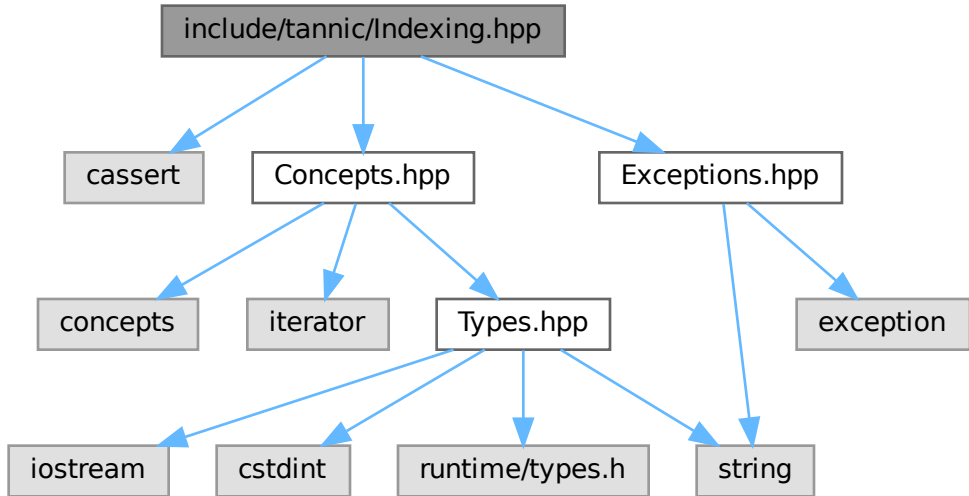 include/tannic/Indexing.hpp
cassert
Concepts.hpp
Exceptions.hpp
concepts
iterator
Types.hpp
exception
iostream
cstdint
runtime/types.h
string